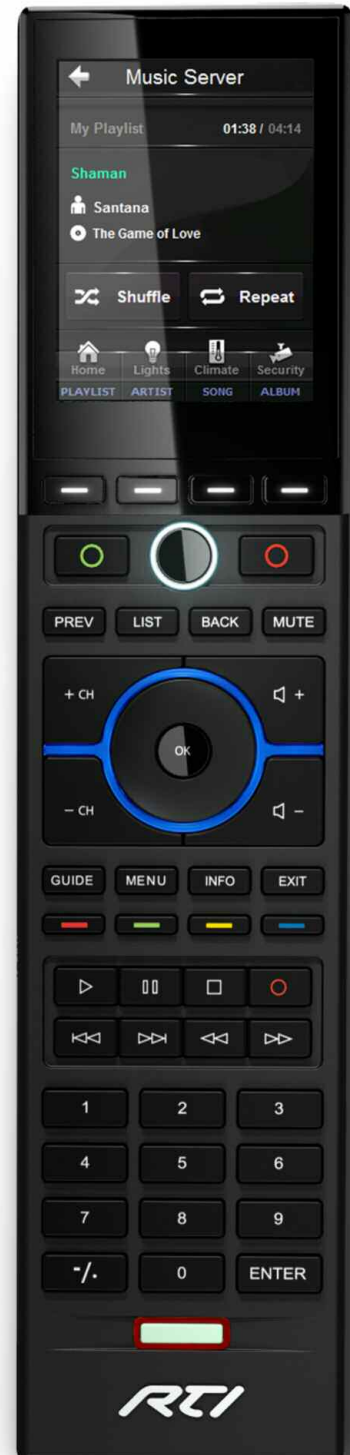 Music Server
My Playlist 01:38 / 04:14
Shaman
Santana
The Game of Love
Shuffle Repeat
Home Lights Climate Security
PLAYLIST ARTIST SONG ALBUM
PREV LIST BACK MUTE
+ CH +
OK
- CH -
GUIDE MENU INFO EXIT
1 2 3
4 5 6
7 8 9
-/. 0 ENTER
RTI